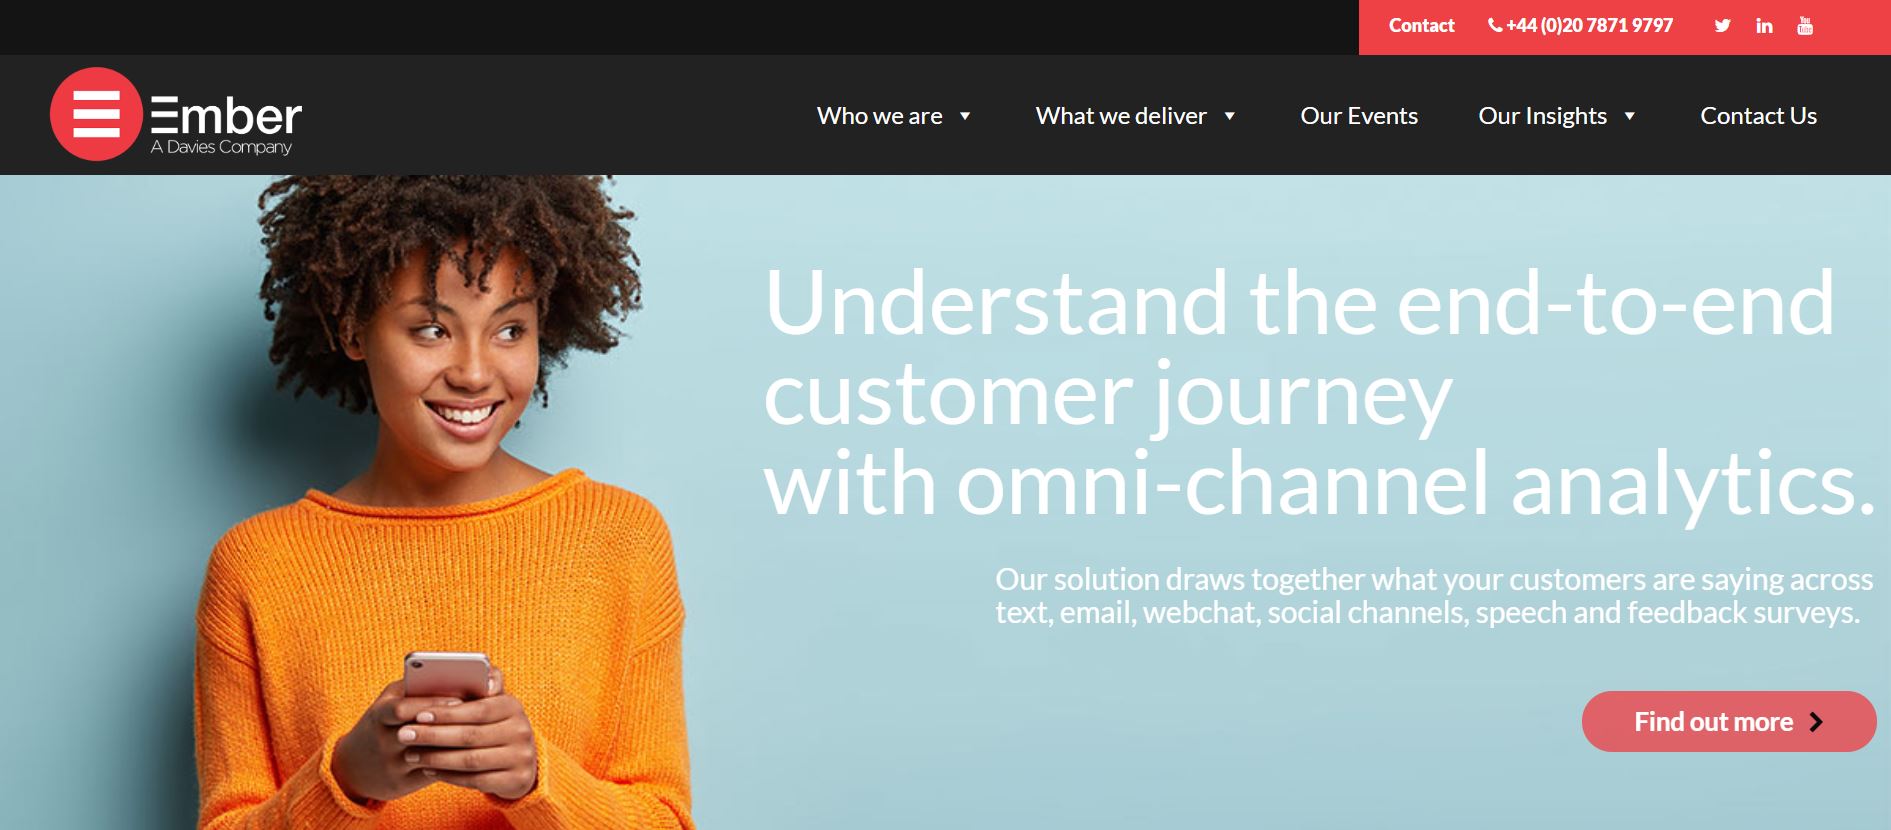 Contact +44 (0)20 7871 9797
Ember
A Davies Company
Who we are What we deliver Our Events Our Insights Contact Us
Understand the end-to-end
customer journey
with omni-channel analytics.
Our solution draws together what your customers are saying across
text, email, webchat, social channels, speech and feedback surveys.
Find out more